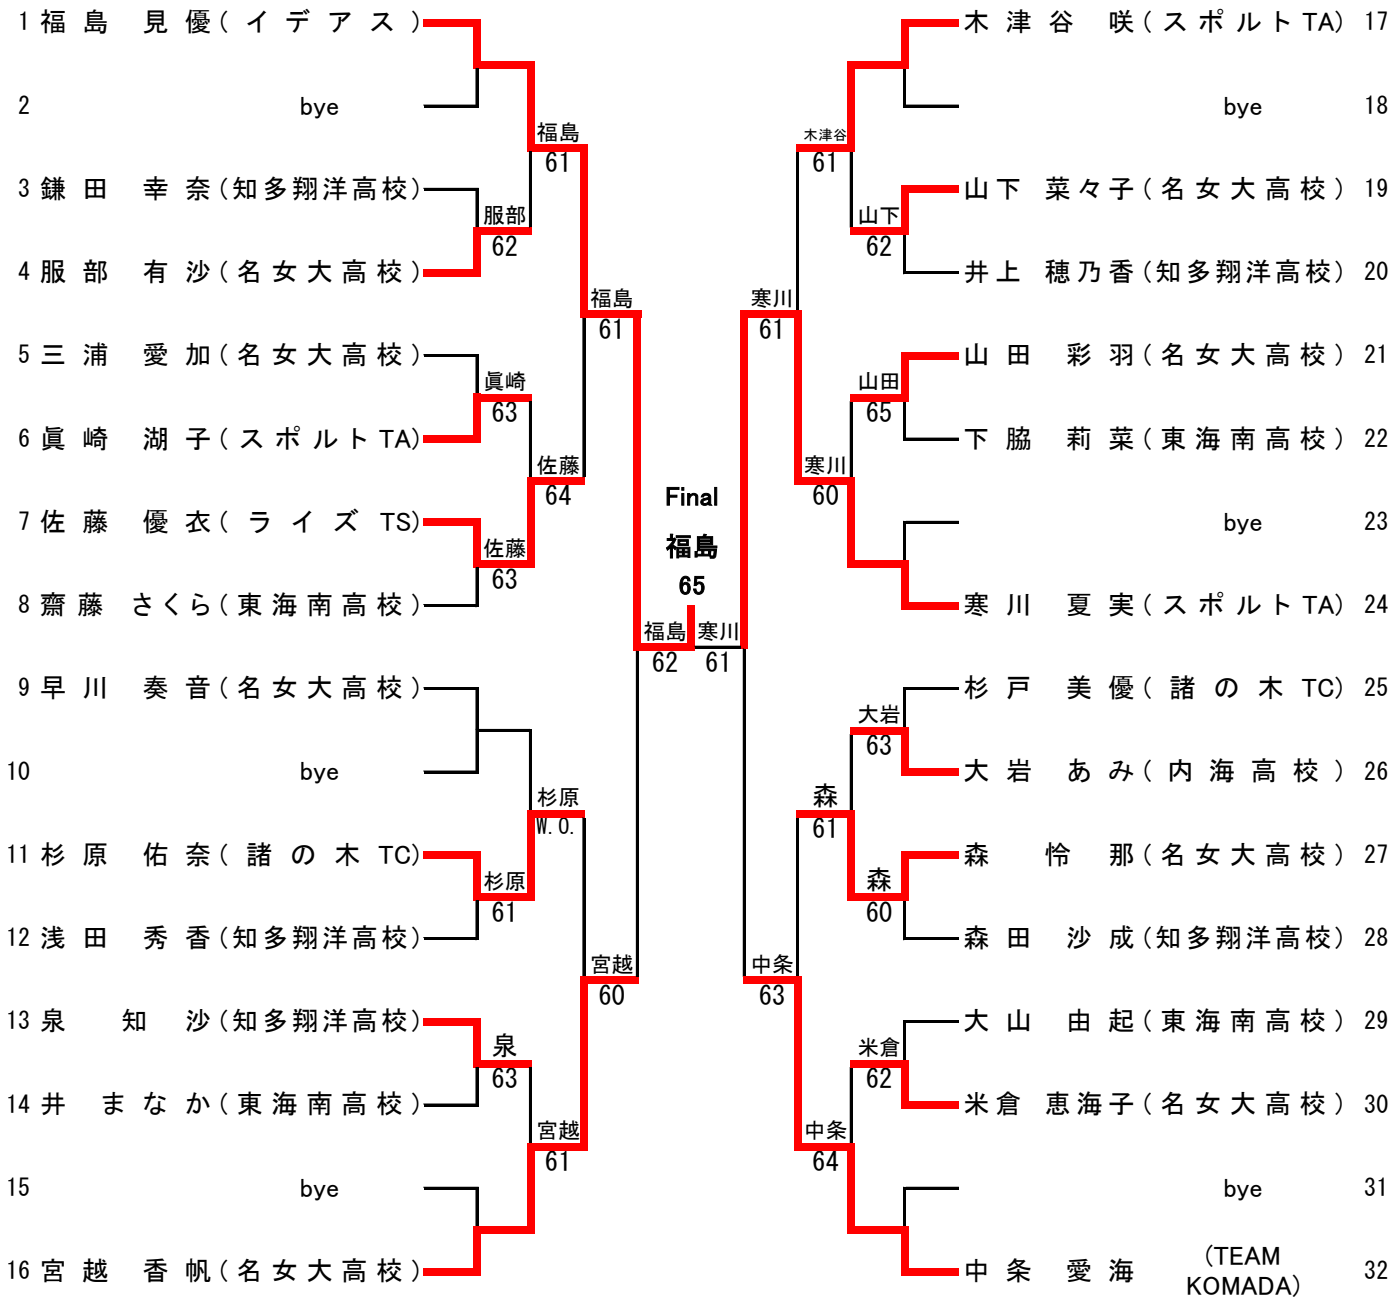 1 福島 見優(イデアス)
2 bye
福島
61
3 鎌田 幸奈(知多翔洋高校)
服部
62
4 服部 有沙(名女大高校)
福島
61
5 三浦 愛加(名女大高校)
眞崎
63
6 眞崎 湖子(スポルトTA)
佐藤
64
7 佐藤 優衣(ライズTS)
佐藤
63
8 齋藤 さくら(東海南高校)
福島
62
9 早川 奏音(名女大高校)
10 bye
杉原
W.O.
11 杉原 佑奈(諸の木TC)
杉原
61
12 浅田 秀香(知多翔洋高校)
宮越
60
13 泉 知沙(知多翔洋高校)
泉
63
14 井 まなか(東海南高校)
宮越
61
15 bye
16 宮越 香帆(名女大高校)
Final
福島
65
木津谷 咲(スポルトTA) 17
bye 18
木津谷
61
山下 菜々子(名女大高校) 19
山下
62
井上 穂乃香(知多翔洋高校) 20
寒川
61
山田 彩羽(名女大高校) 21
山田
65
下脇 莉菜(東海南高校) 22
寒川
60
bye 23
寒川 夏実(スポルトTA) 24
寒川
61
杉戸 美優(諸の木TC) 25
大岩
63
大岩 あみ(内海高校) 26
森
61
森 怜那(名女大高校) 27
森
60
森田 沙成(知多翔洋高校) 28
中条
63
大山 由起(東海南高校) 29
米倉
62
米倉 恵海子(名女大高校) 30
中条
64
bye 31
中条 愛海 (TEAM KOMADA) 32